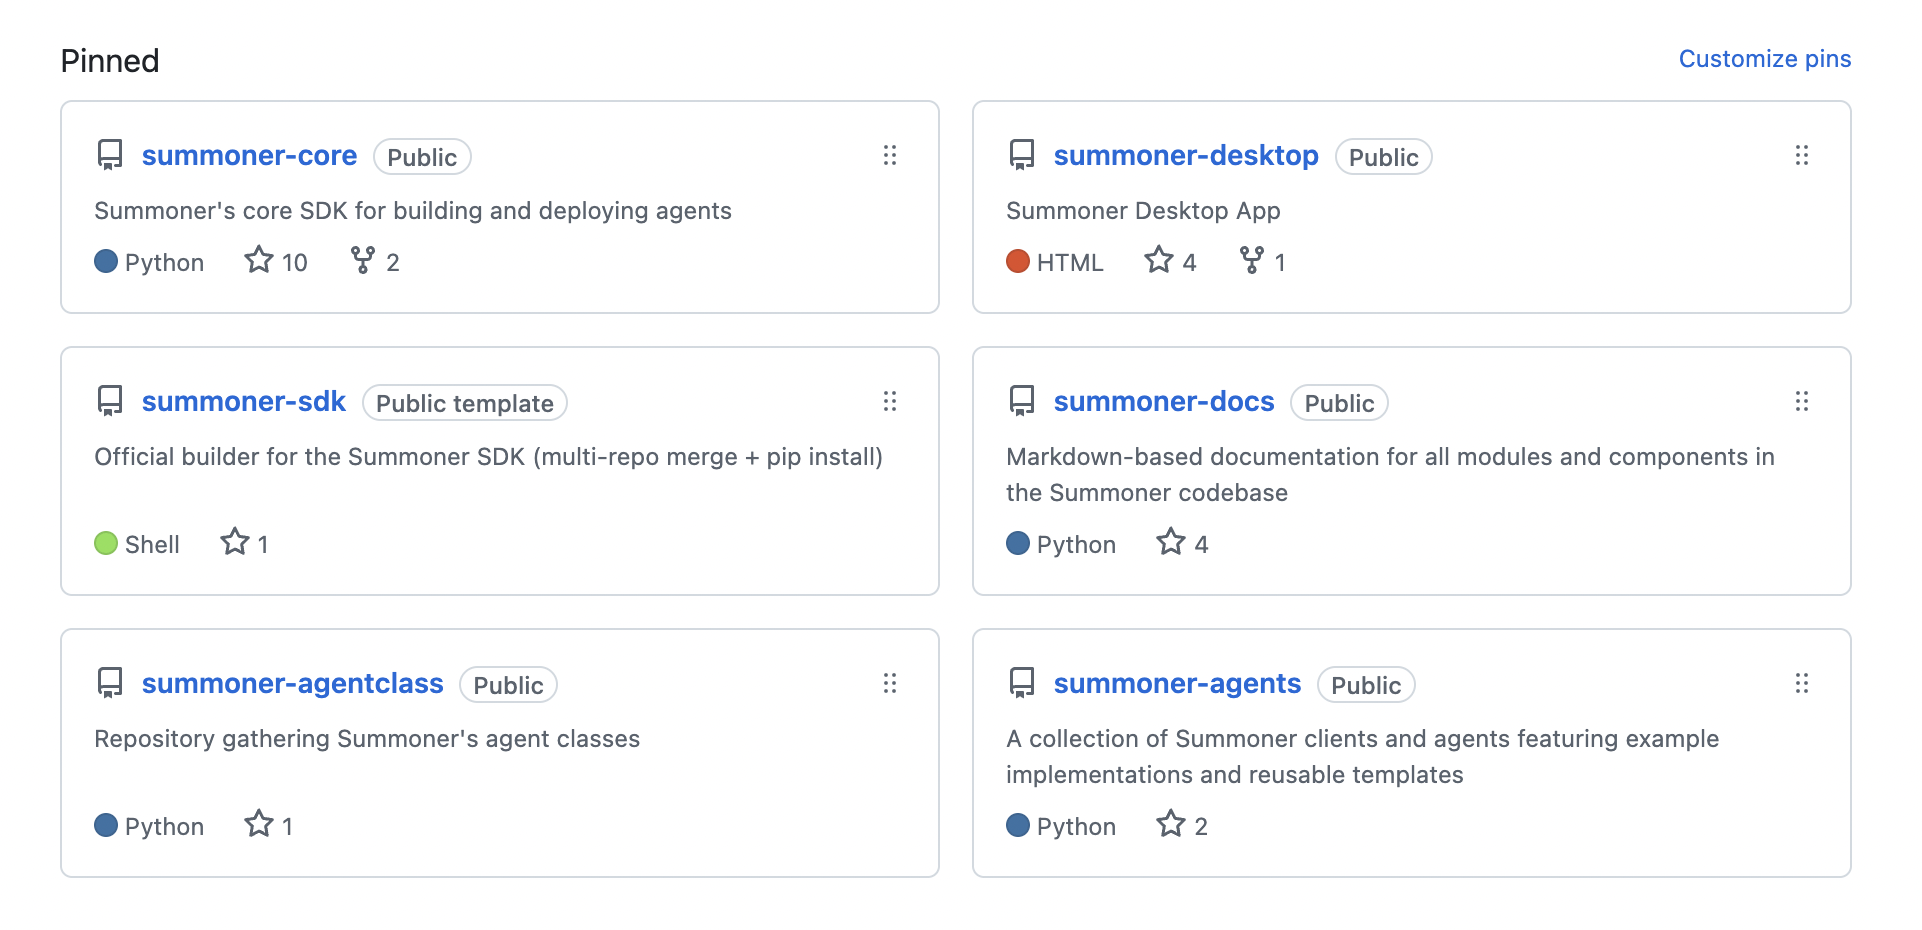 Pinned
Customize pins
summoner-core Public
Summoner's core SDK for building and deploying agents
Python 10 2
summoner-desktop Public
Summoner Desktop App
HTML 4 1
summoner-sdk Public template
Official builder for the Summoner SDK (multi-repo merge + pip install)
Shell 1
summoner-docs Public
Markdown-based documentation for all modules and components in
the Summoner codebase
Python 4
summoner-agentclass Public
Repository gathering Summoner's agent classes
Python 1
summoner-agents Public
A collection of Summoner clients and agents featuring example
implementations and reusable templates
Python 2